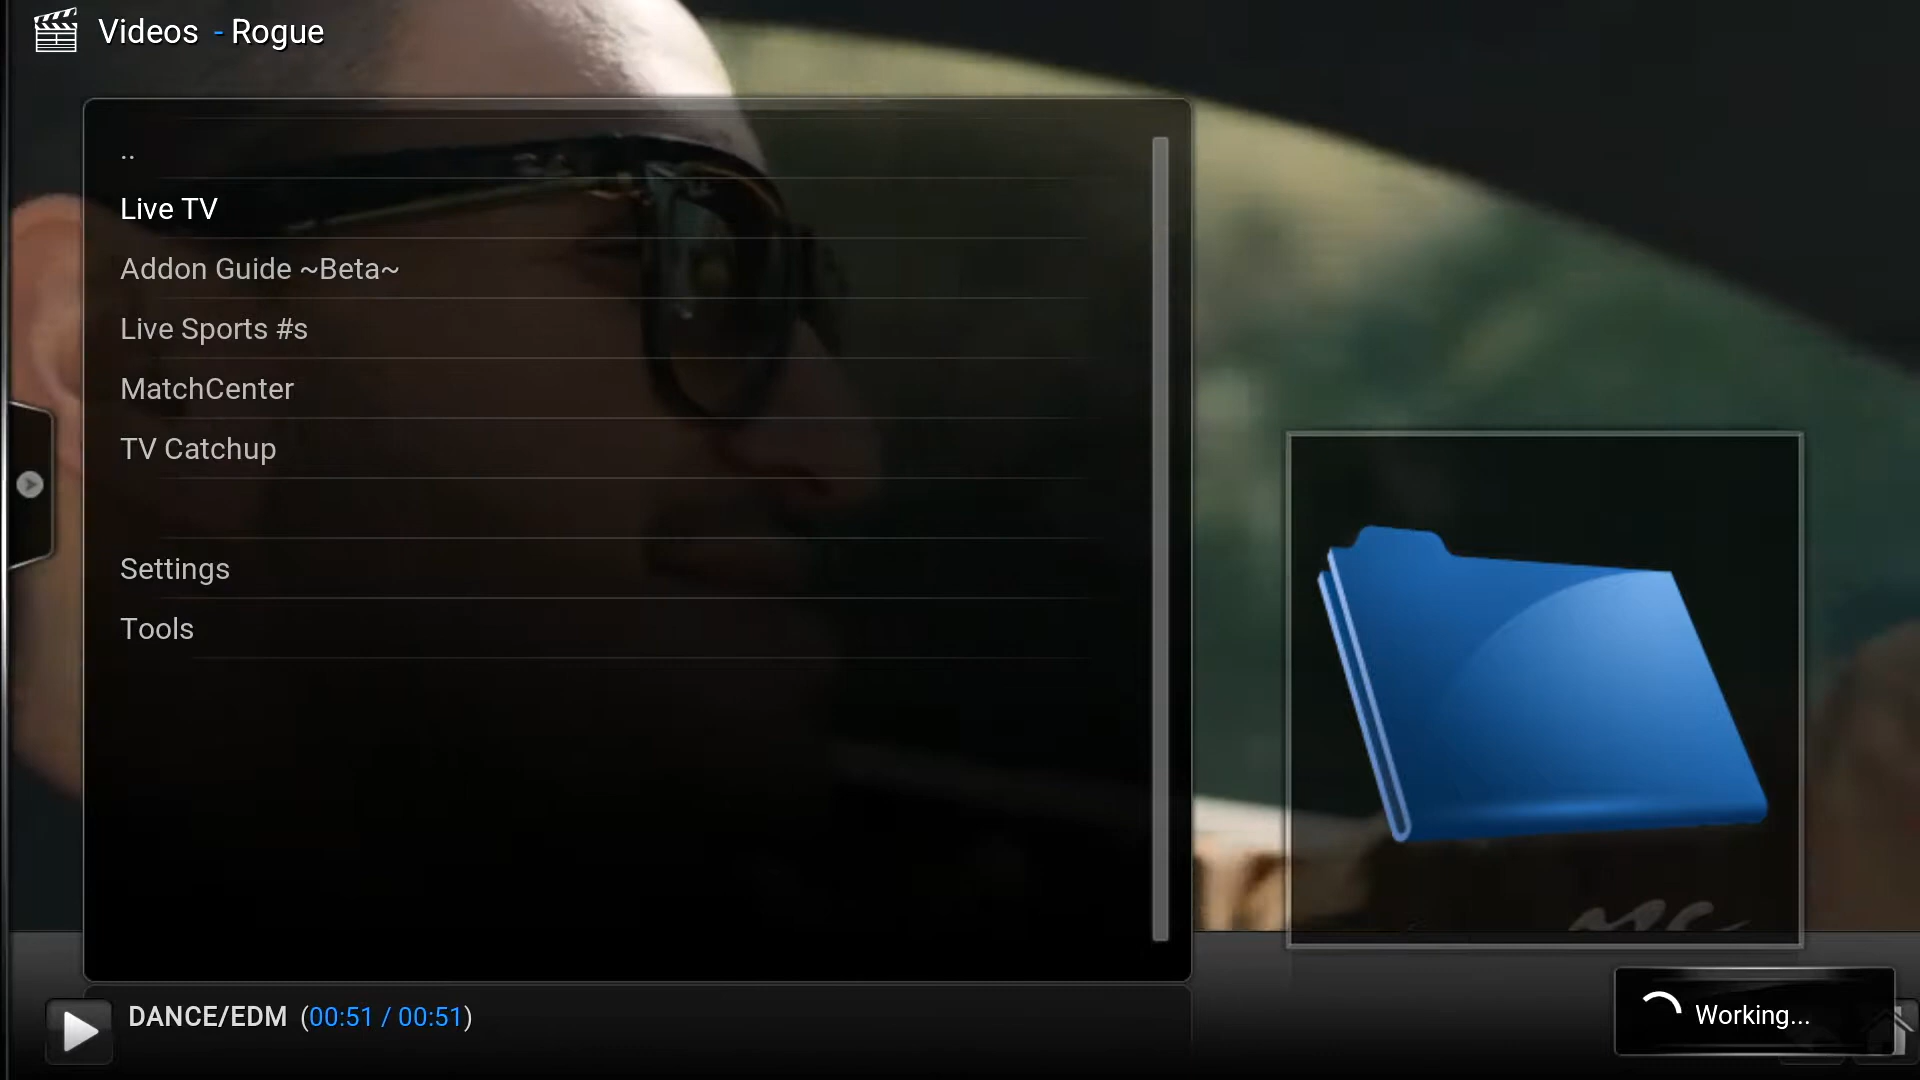 Videos - Rogue
..
Live TV
Addon Guide ~Beta~
Live Sports #s
MatchCenter
TV Catchup
Settings
Tools
DANCE/EDM (00:51 / 00:51)
Working...